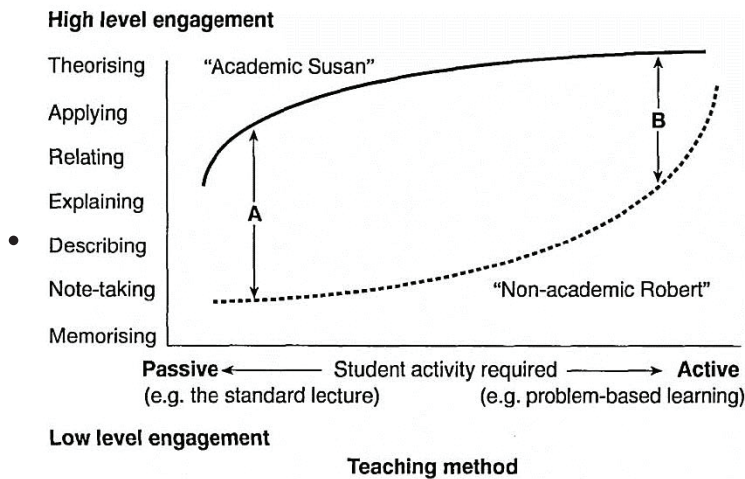 High level engagement
Theorising
"Academic Susan"
Applying
B
Relating
Explaining
A
Describing
Note-taking
"Non-academic Robert"
Memorising
Passive Student activity required Active
(e.g. the standard lecture) (e.g. problem-based learning)
Low level engagement
Teaching method